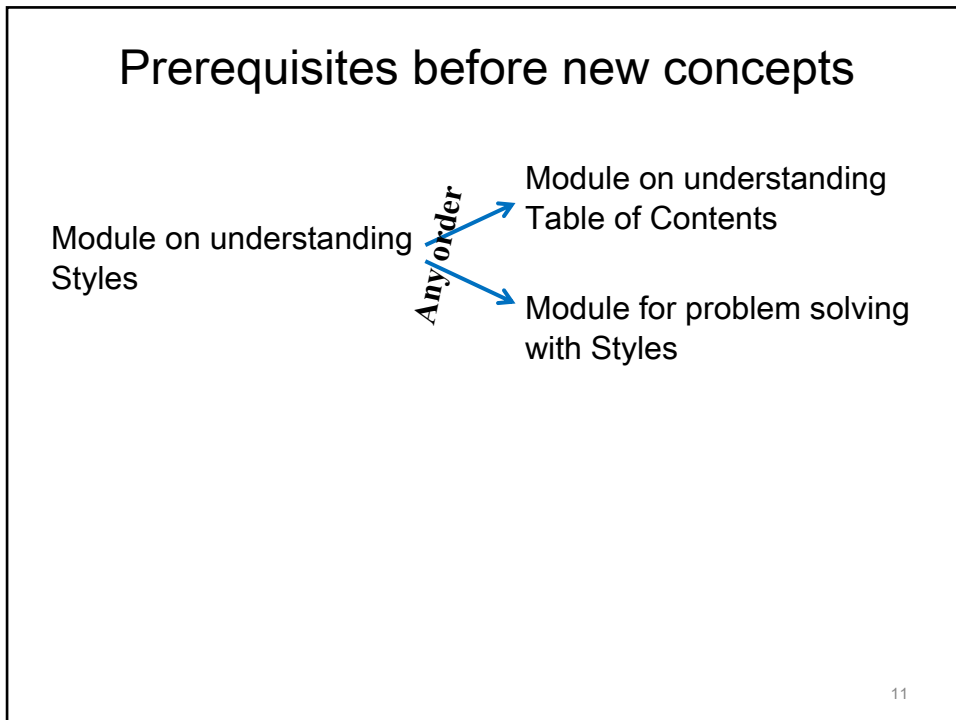 Prerequisites before new concepts
Module on understanding
Styles
Any order
Module on understanding
Table of Contents
Module for problem solving
with Styles
11